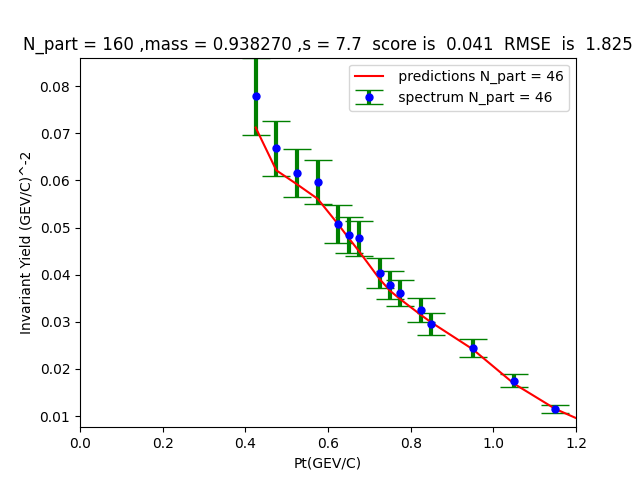 N_part = 160 ,mass = 0.938270 ,s = 7.7  score is  0.041  RMSE  is  1.825
predictions N_part = 46
spectrum N_part = 46
Invariant Yield (GEV/C)^-2
0.08
0.07
0.06
0.05
0.04
0.03
0.02
0.01
0.0 0.2 0.4 0.6 0.8 1.0 1.2
Pt(GEV/C)